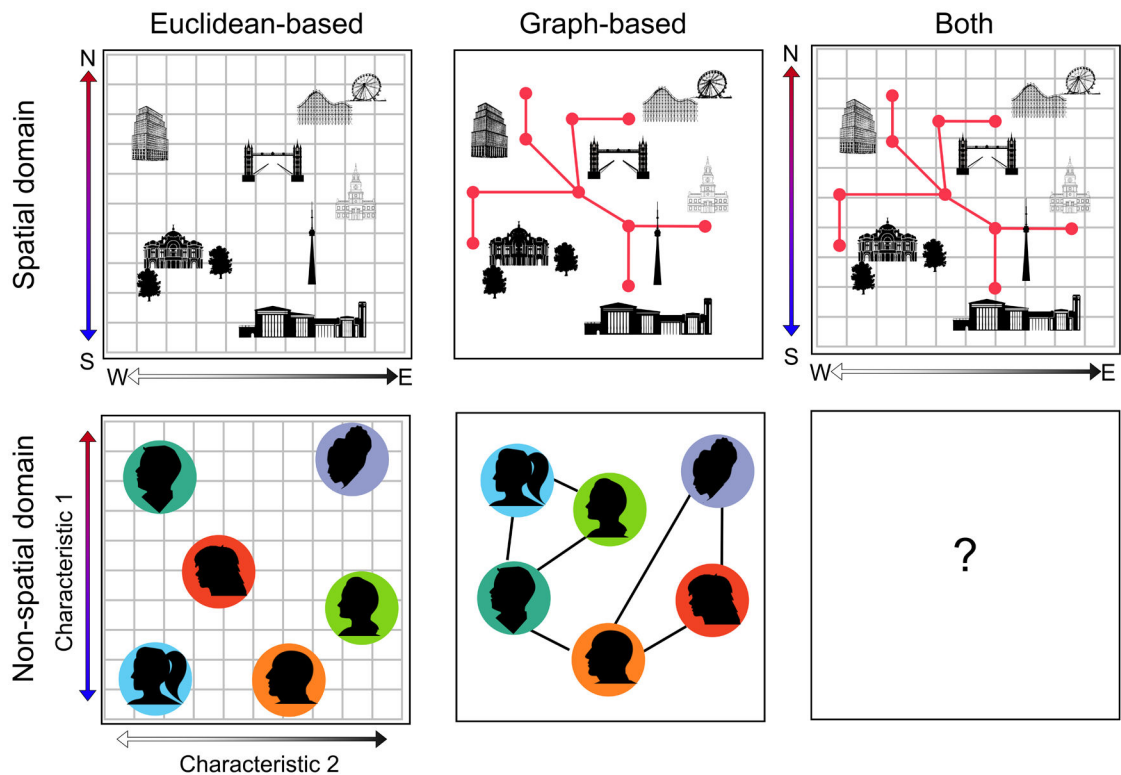 Euclidean-based
Graph-based
Both
Spatial domain
N
S
W
E
N
S
W
E
Non-spatial domain
Characteristic 1
Characteristic 2
?